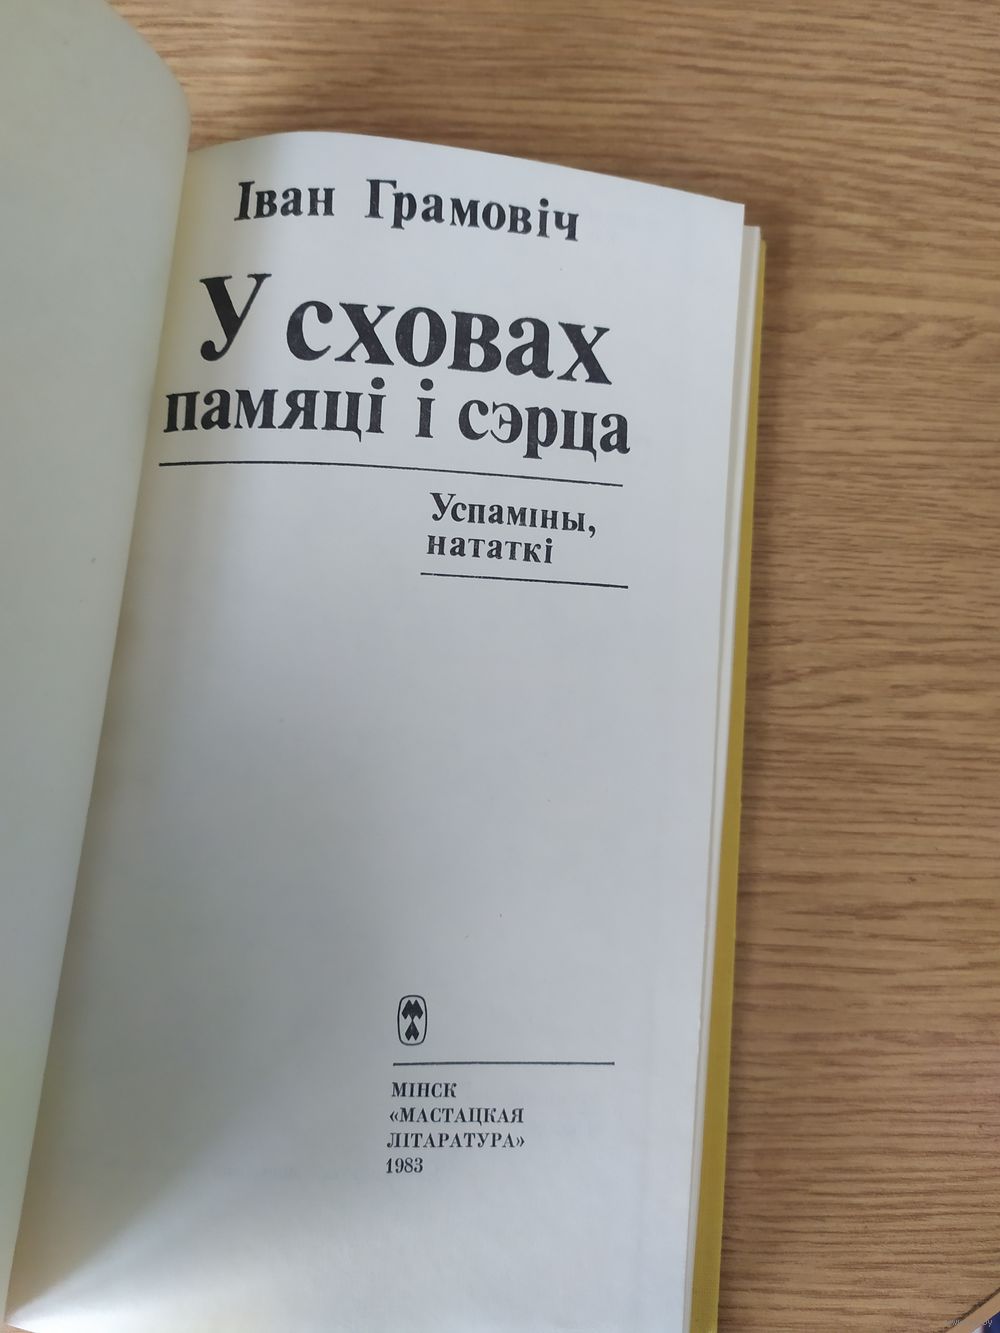 Іван Грамовіч
У сховах
памяці і сэрца
Успаміны,
нататкі
МІНСК
«МАСТАЦКАЯ
ЛІТАРАТУРА»
1983